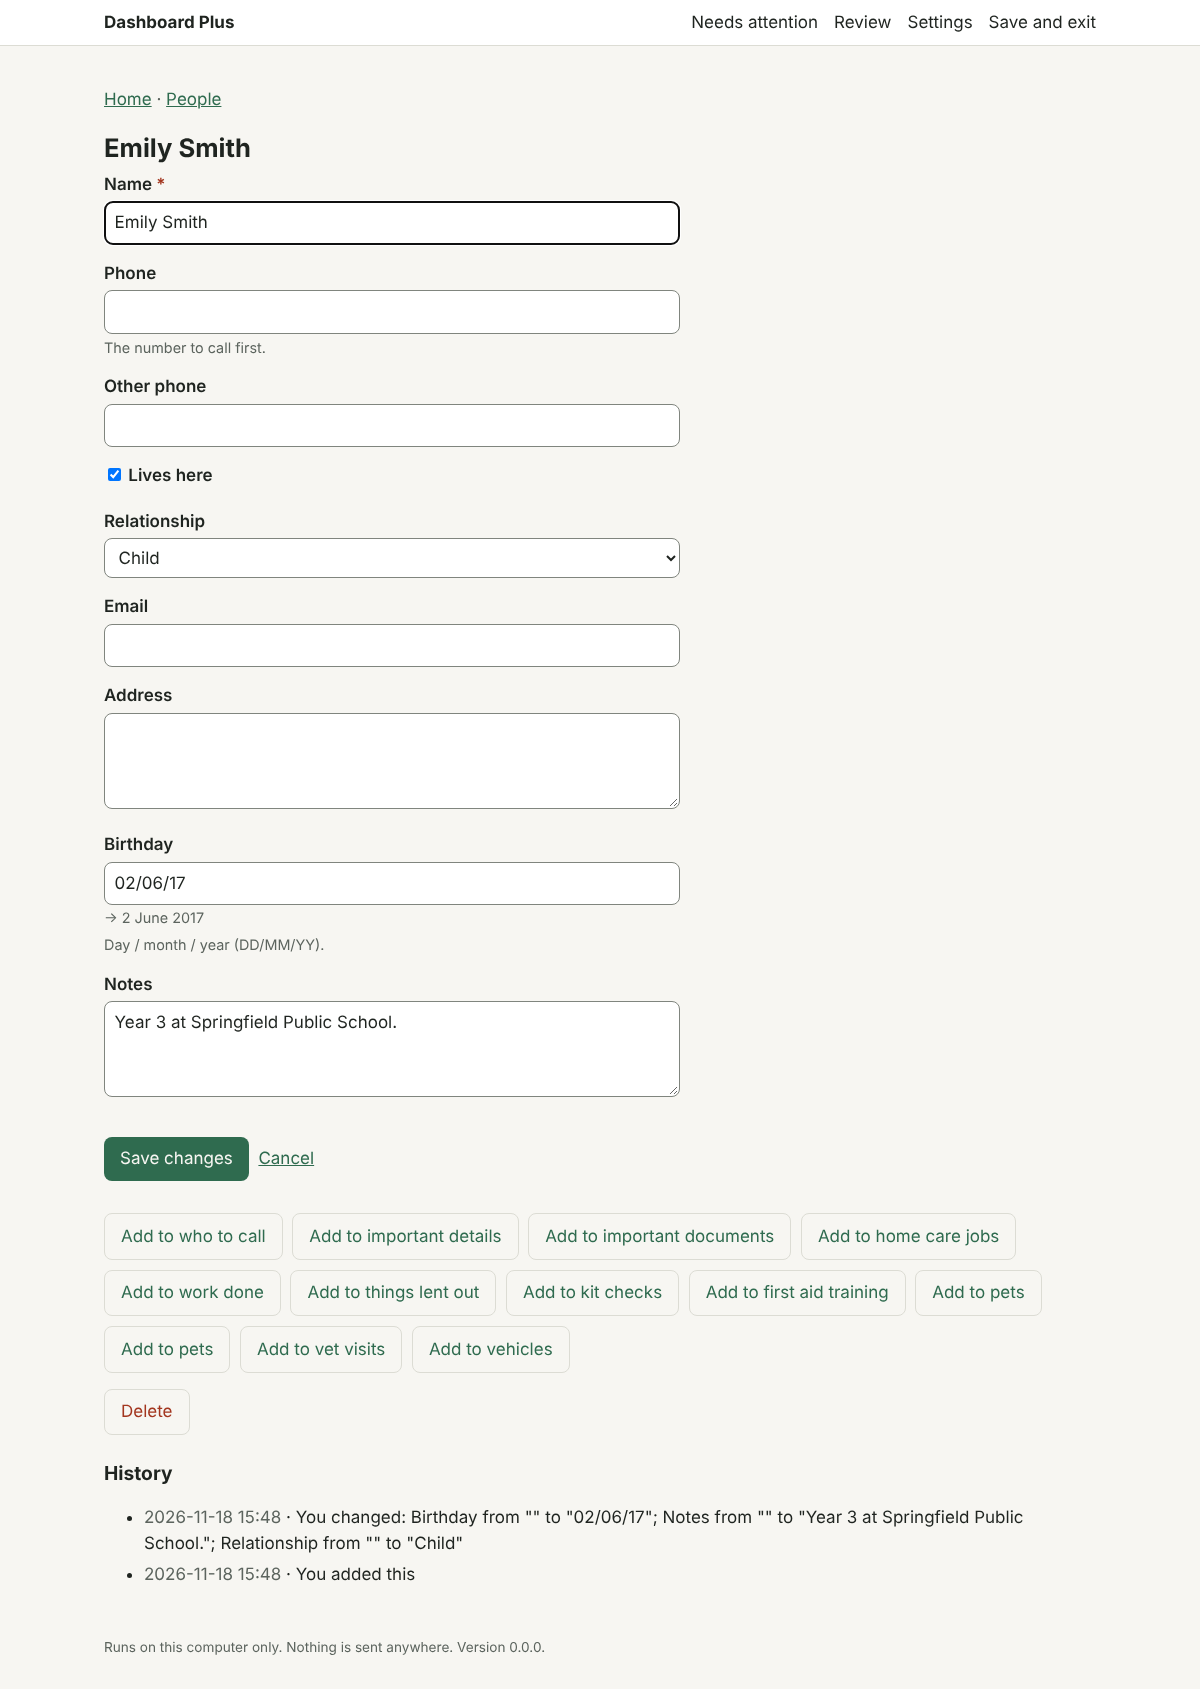 Dashboard Plus
Needs attention Review Settings Save and exit
Home · People
Emily Smith
Name *
Emily Smith
Phone
The number to call first.
Other phone
Lives here
Relationship
Child
Email
Address
Birthday
02/06/17
→ 2 June 2017
Day / month / year (DD/MM/YY).
Notes
Year 3 at Springfield Public School.
Save changes Cancel
Add to who to call Add to important details Add to important documents Add to home care jobs
Add to work done Add to things lent out Add to kit checks Add to first aid training Add to pets
Add to pets Add to vet visits Add to vehicles
Delete
History
2026-11-18 15:48 · You changed: Birthday from "" to "02/06/17"; Notes from "" to "Year 3 at Springfield Public
School."; Relationship from "" to "Child"
2026-11-18 15:48 · You added this
Runs on this computer only. Nothing is sent anywhere. Version 0.0.0.